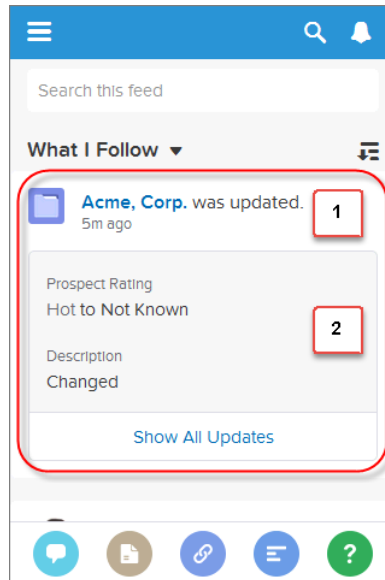 Search this feed
What I Follow
Acme, Corp. was updated.
5m ago
1
Prospect Rating
Hot to Not Known
2
Description
Changed
Show All Updates
?